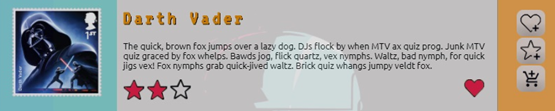 Darth Vader
1st
The quick, brown fox jumps over a lazy dog. DJs flock by when MTV ax quiz prog. Junk MTV
quiz graced by fox whelps. Bawds jog, flick quartz, vex nymphs. Waltz, bad nymph, for quick
jigs vex! Fox nymphs grab quick-jived waltz. Brick quiz whangs jumpy veldt fox.